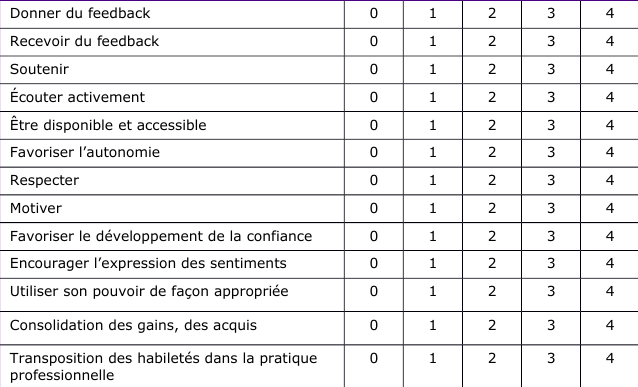 Donner du feedback 0 1 2 3 4
Recevoir du feedback 0 1 2 3 4
Soutenir 0 1 2 3 4
Écouter activement 0 1 2 3 4
Être disponible et accessible 0 1 2 3 4
Favoriser l’autonomie 0 1 2 3 4
Respecter 0 1 2 3 4
Motiver 0 1 2 3 4
Favoriser le développement de la confiance 0 1 2 3 4
Encourager l’expression des sentiments 0 1 2 3 4
Utiliser son pouvoir de façon appropriée 0 1 2 3 4
Consolidation des gains, des acquis 0 1 2 3 4
Transposition des habiletés dans la pratique 0 1 2 3 4
professionnelle